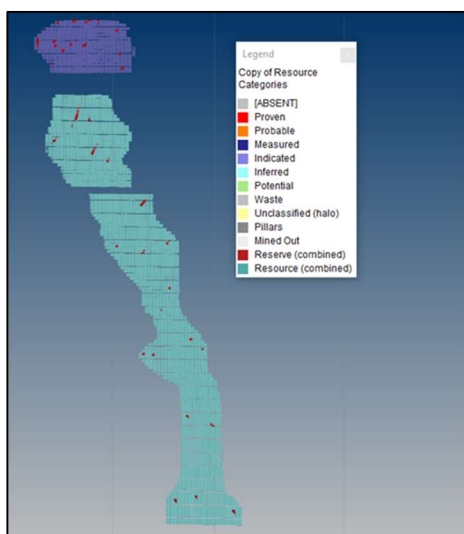 Legend
Copy of Resource
Categories
[ABSENT]
Proven
Probable
Measured
Indicated
Inferred
Potential
Waste
Unclassified (halo)
Pillars
Mined Out
Reserve (combined)
Resource (combined)